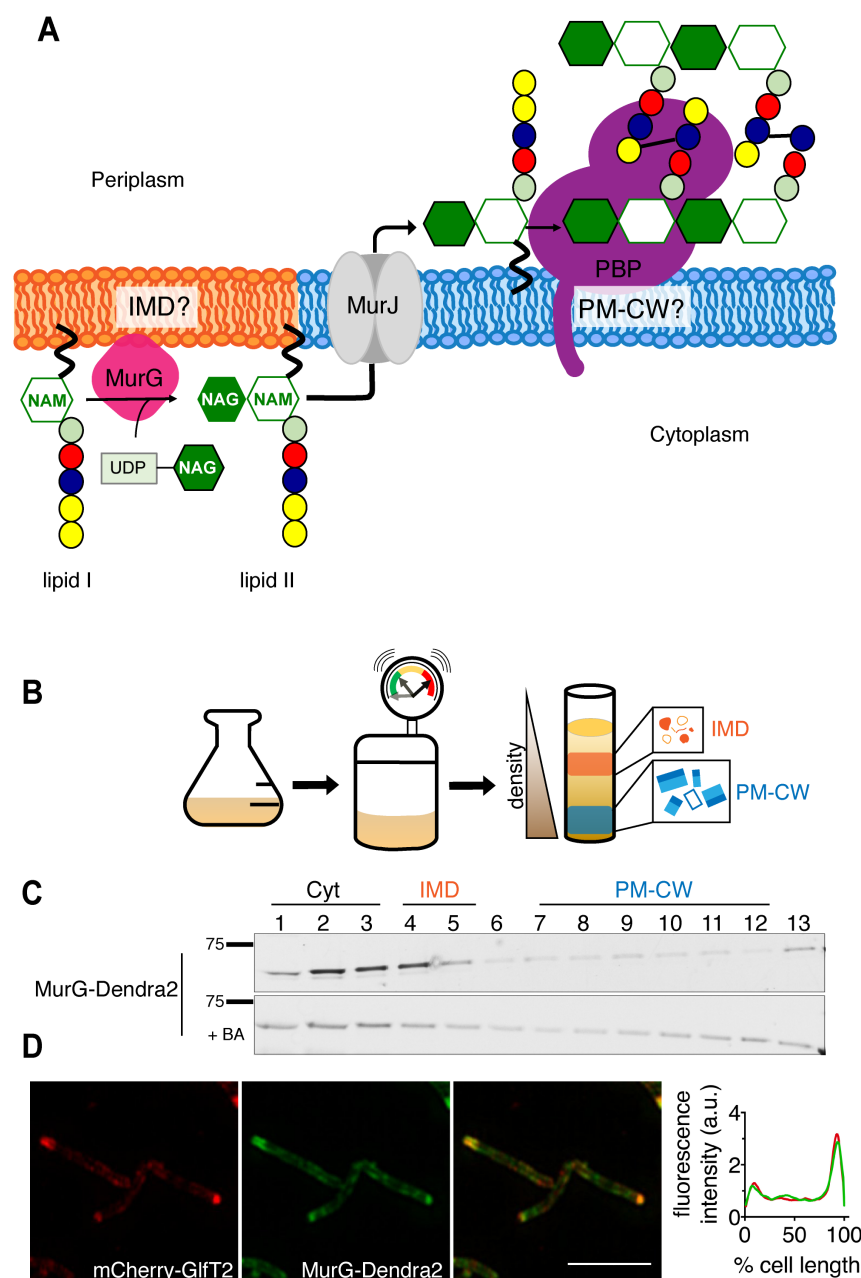 A
Periplasm
IMD?
MurJ
PBP
PM-CW?
MurG
NAM
NAG
NAM
UDP
NAG
Cytoplasm
lipid I
lipid II
B
density
IMD
PM-CW
C
Cyt
IMD
PM-CW
1 2 3 4 5 6 7 8 9 10 11 12 13
75
MurG-Dendra2
75
+ BA
D
mCherry-GlfT2
MurG-Dendra2
fluorescence
intensity (a.u.)
4
2
0
0 50 100
% cell length